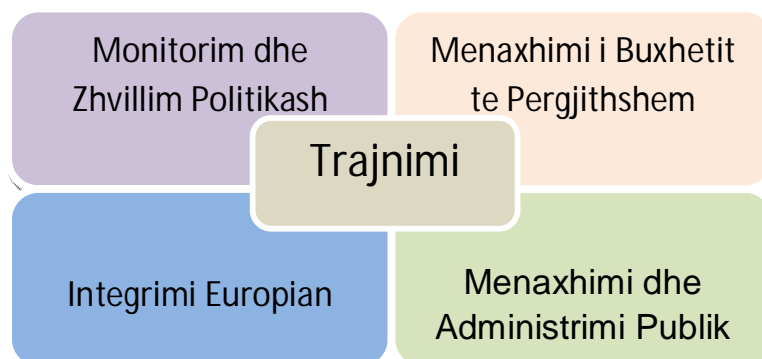 Monitorim dhe
Zhvillim Politikash
Menaxhimi i Buxhetit
te Pergjithshem
Trajnimi
Integrimi Europian
Menaxhimi dhe
Administrimi Publik